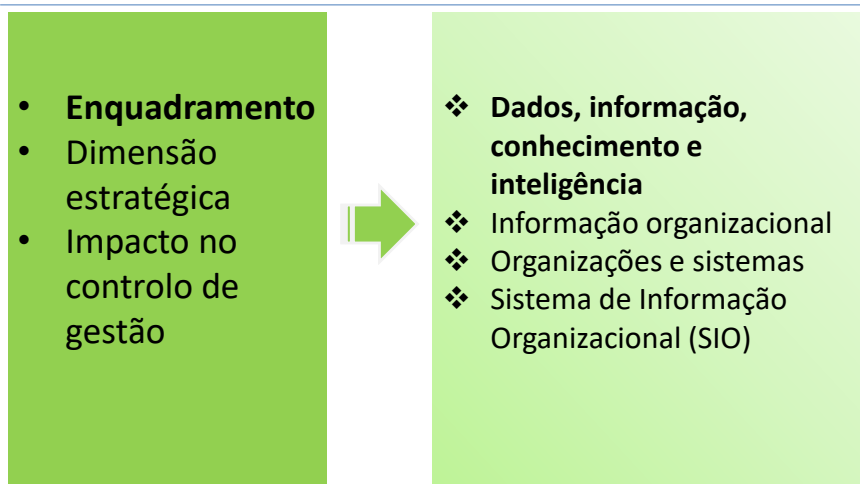 • Enquadramento
• Dimensão
estratégica
• Impacto no
controlo de
gestão
❖ Dados, informação,
conhecimento e
inteligência
❖ Informação organizacional
❖ Organizações e sistemas
❖ Sistema de Informação
Organizacional (SIO)